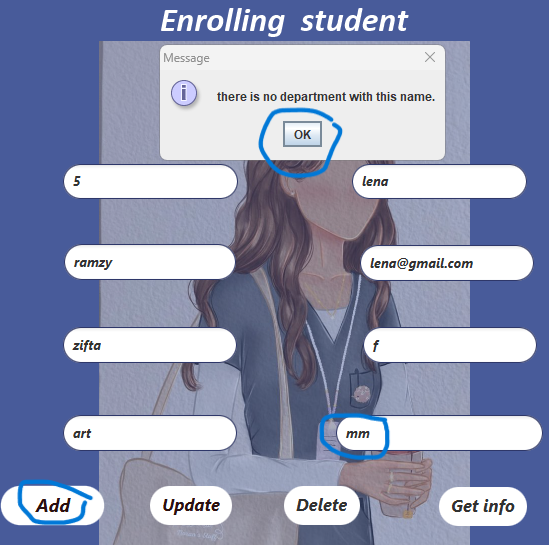 Enrolling student
Message
there is no department with this name.
OK
5
lena
ramzy
lena@gmail.com
zifta
f
art
mm
Add
Update
Delete
Get info